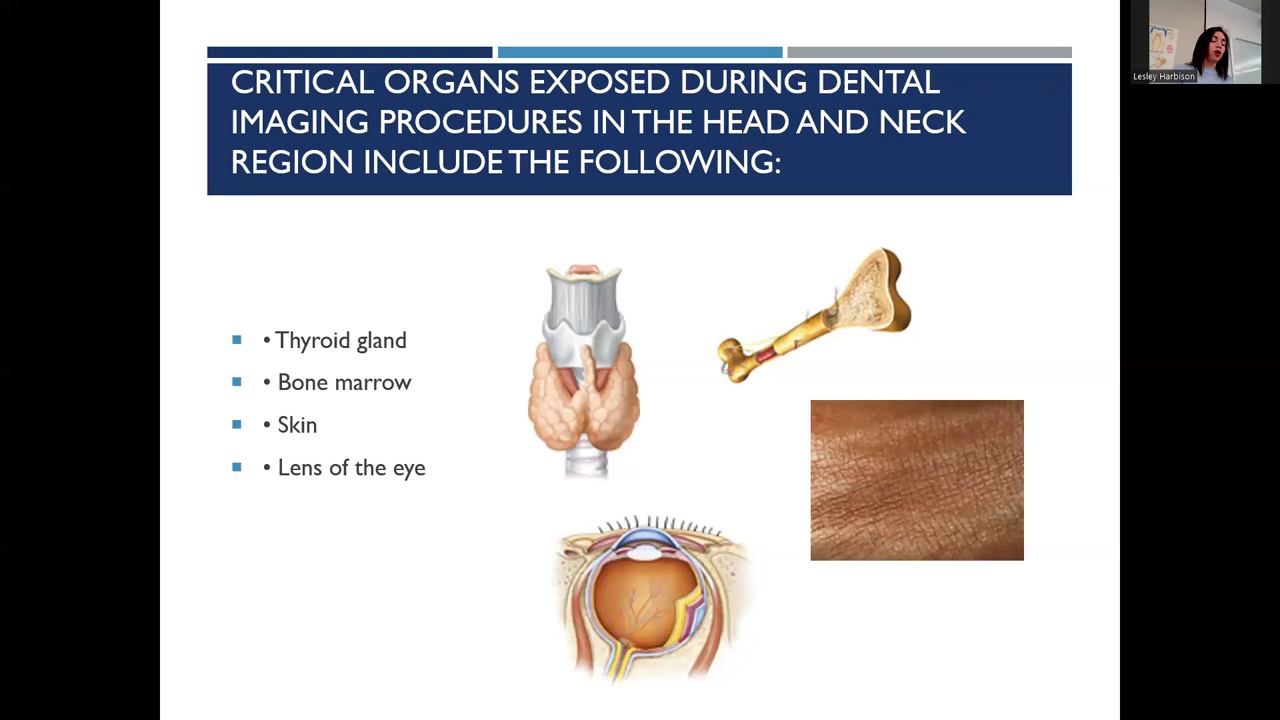 CRITICAL ORGANS EXPOSED DURING DENTAL
IMAGING PROCEDURES IN THE HEAD AND NECK
REGION INCLUDE THE FOLLOWING:
• Thyroid gland
• Bone marrow
• Skin
• Lens of the eye
Lesley Harbison